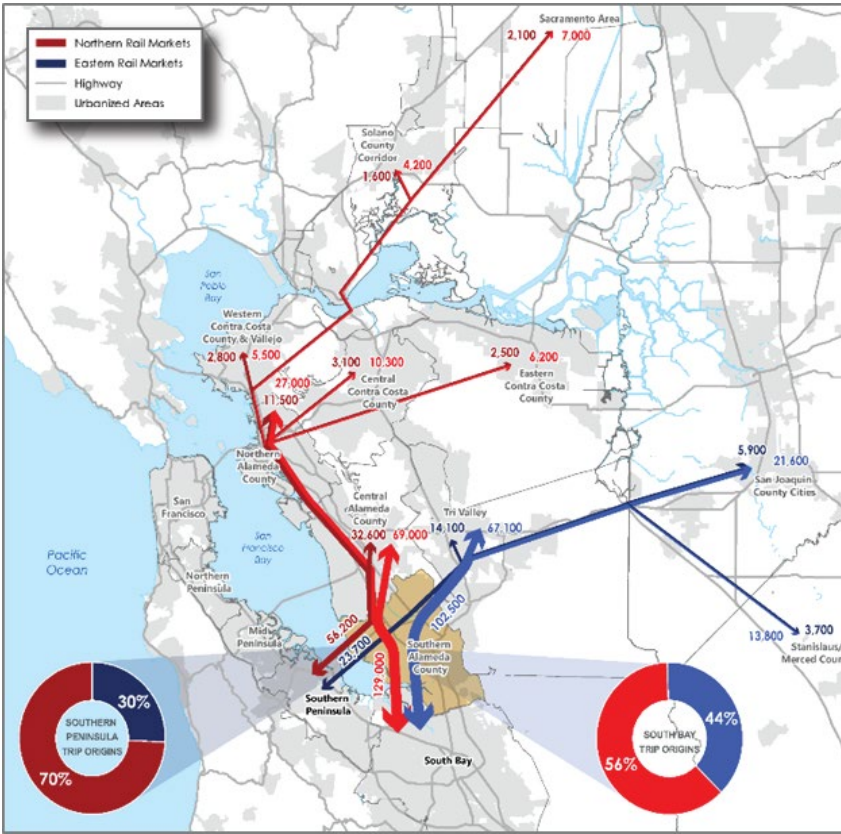 Sacramento Area
2,100
7,000
Northern Rail Markets
Eastern Rail Markets
Highway
Urbanized Areas
Solano
County
Corridor
4,200
1,600
San
Pablo
Bay
Western
Contra Costa
County & Vallejo
2,800
5,500
3,100
10,300
2,500
6,200
27,000
11,500
Central
Contra Costa
County
Eastern
Contra Costa
County
Northern
Alameda
County
5,900
21,600
San Joaquin
County Cities
San
Francisco
Central
Alameda
County
Tri Valley
32,600
69,000
14,100
67,100
San
Francisco
Bay
Pacific
Ocean
Northern
Peninsula
Mid
Peninsula
56,200
23,700
102,500
129,000
Southern
Alameda
County
13,800
3,700
Stanislaus/
Merced Coun
Southern
Peninsula
South Bay
30%
SOUTHERN
PENINSULA
TRIP ORIGINS
70%
44%
SOUTH BAY
TRIP ORIGINS
56%